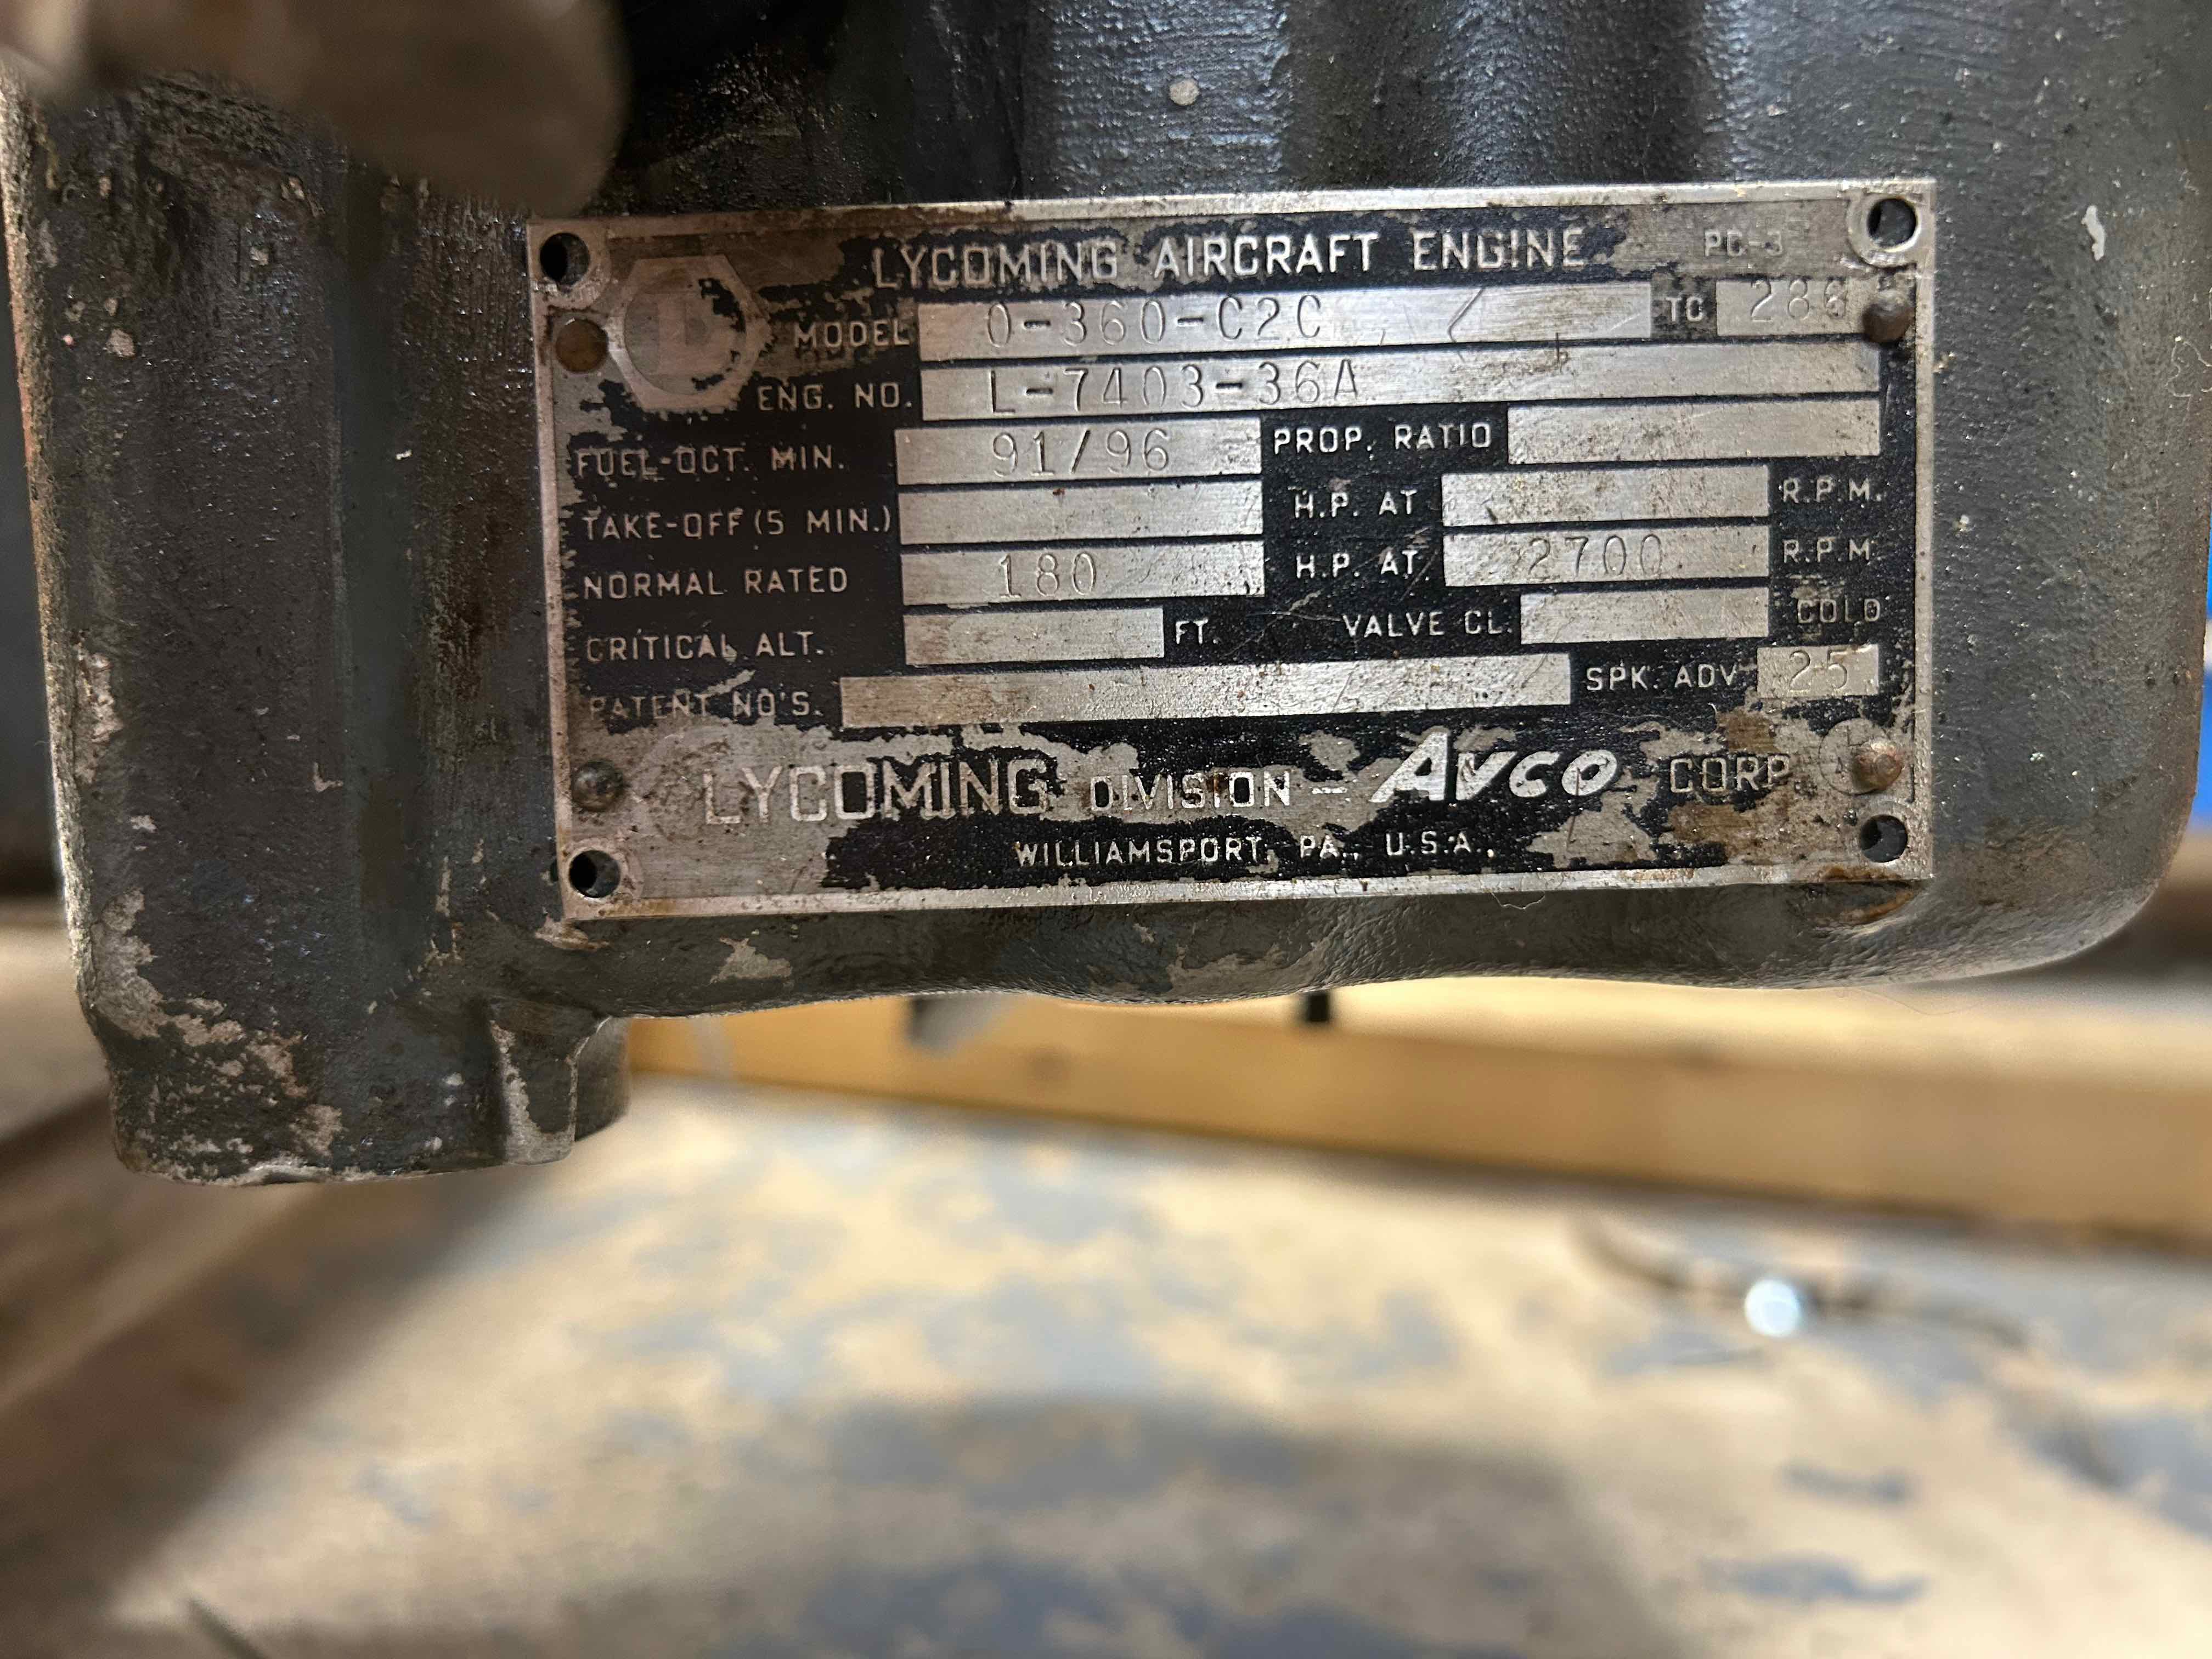 LYCOMING AIRCRAFT ENGINE PC-3
MODEL O-360-C2C TC 286
ENG. NO. L-7403-36A
FUEL-OCT. MIN. 91/96 PROP. RATIO
TAKE-OFF (5 MIN.) H.P. AT R.P.M.
NORMAL RATED 180 H.P. AT 2700 R.P.M.
CRITICAL ALT. FT. VALVE CL. COLD
PATENT NO'S. SPK. ADV 25°
LYCOMING DIVISION - AVCO CORP.
WILLIAMSPORT, PA., U.S.A.